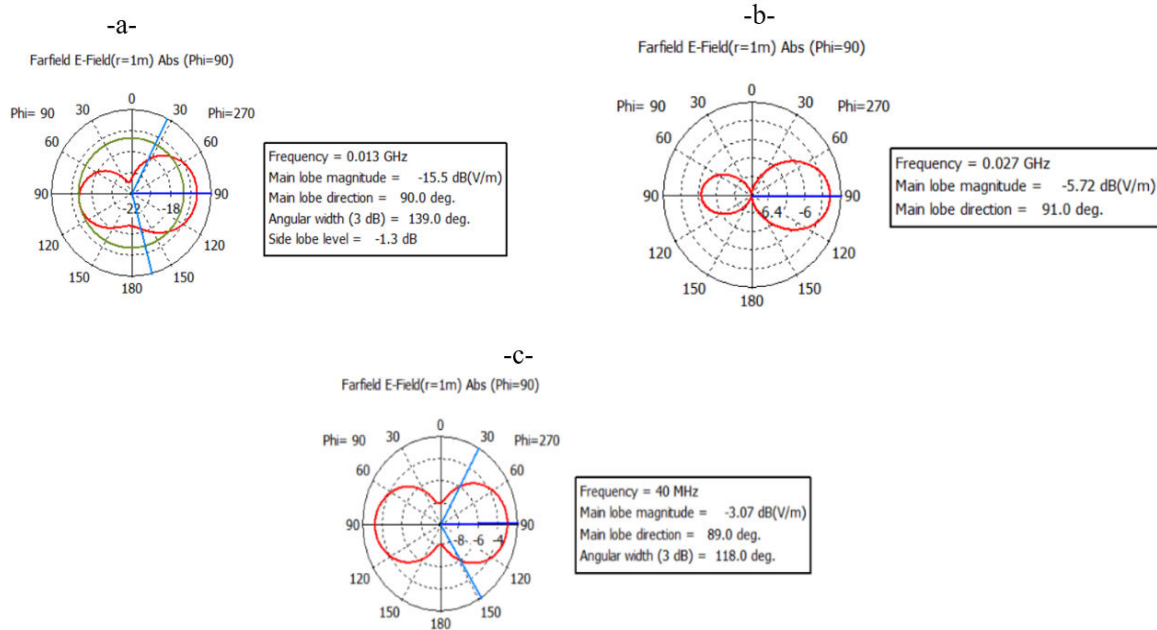 -a-
Farfield E-Field(r=1m) Abs (Phi=90)
0
Phi= 90 30 30 Phi=270
60 60
90 -22 -18 90
120 120
150 150
180
Frequency = 0.013 GHz
Main lobe magnitude = -15.5 dB(V/m)
Main lobe direction = 90.0 deg.
Angular width (3 dB) = 139.0 deg.
Side lobe level = -1.3 dB
-b-
Farfield E-Field(r=1m) Abs (Phi=90)
0
Phi= 90 30 30 Phi=270
60 60
90 -6.4 -6 90
120 120
150 150
180
Frequency = 0.027 GHz
Main lobe magnitude = -5.72 dB(V/m)
Main lobe direction = 91.0 deg.
-c-
Farfield E-Field(r=1m) Abs (Phi=90)
0
Phi= 90 30 30 Phi=270
60 60
90 -8 -6 -4 90
120 120
150 150
180
Frequency = 40 MHz
Main lobe magnitude = -3.07 dB(V/m)
Main lobe direction = 89.0 deg.
Angular width (3 dB) = 118.0 deg.